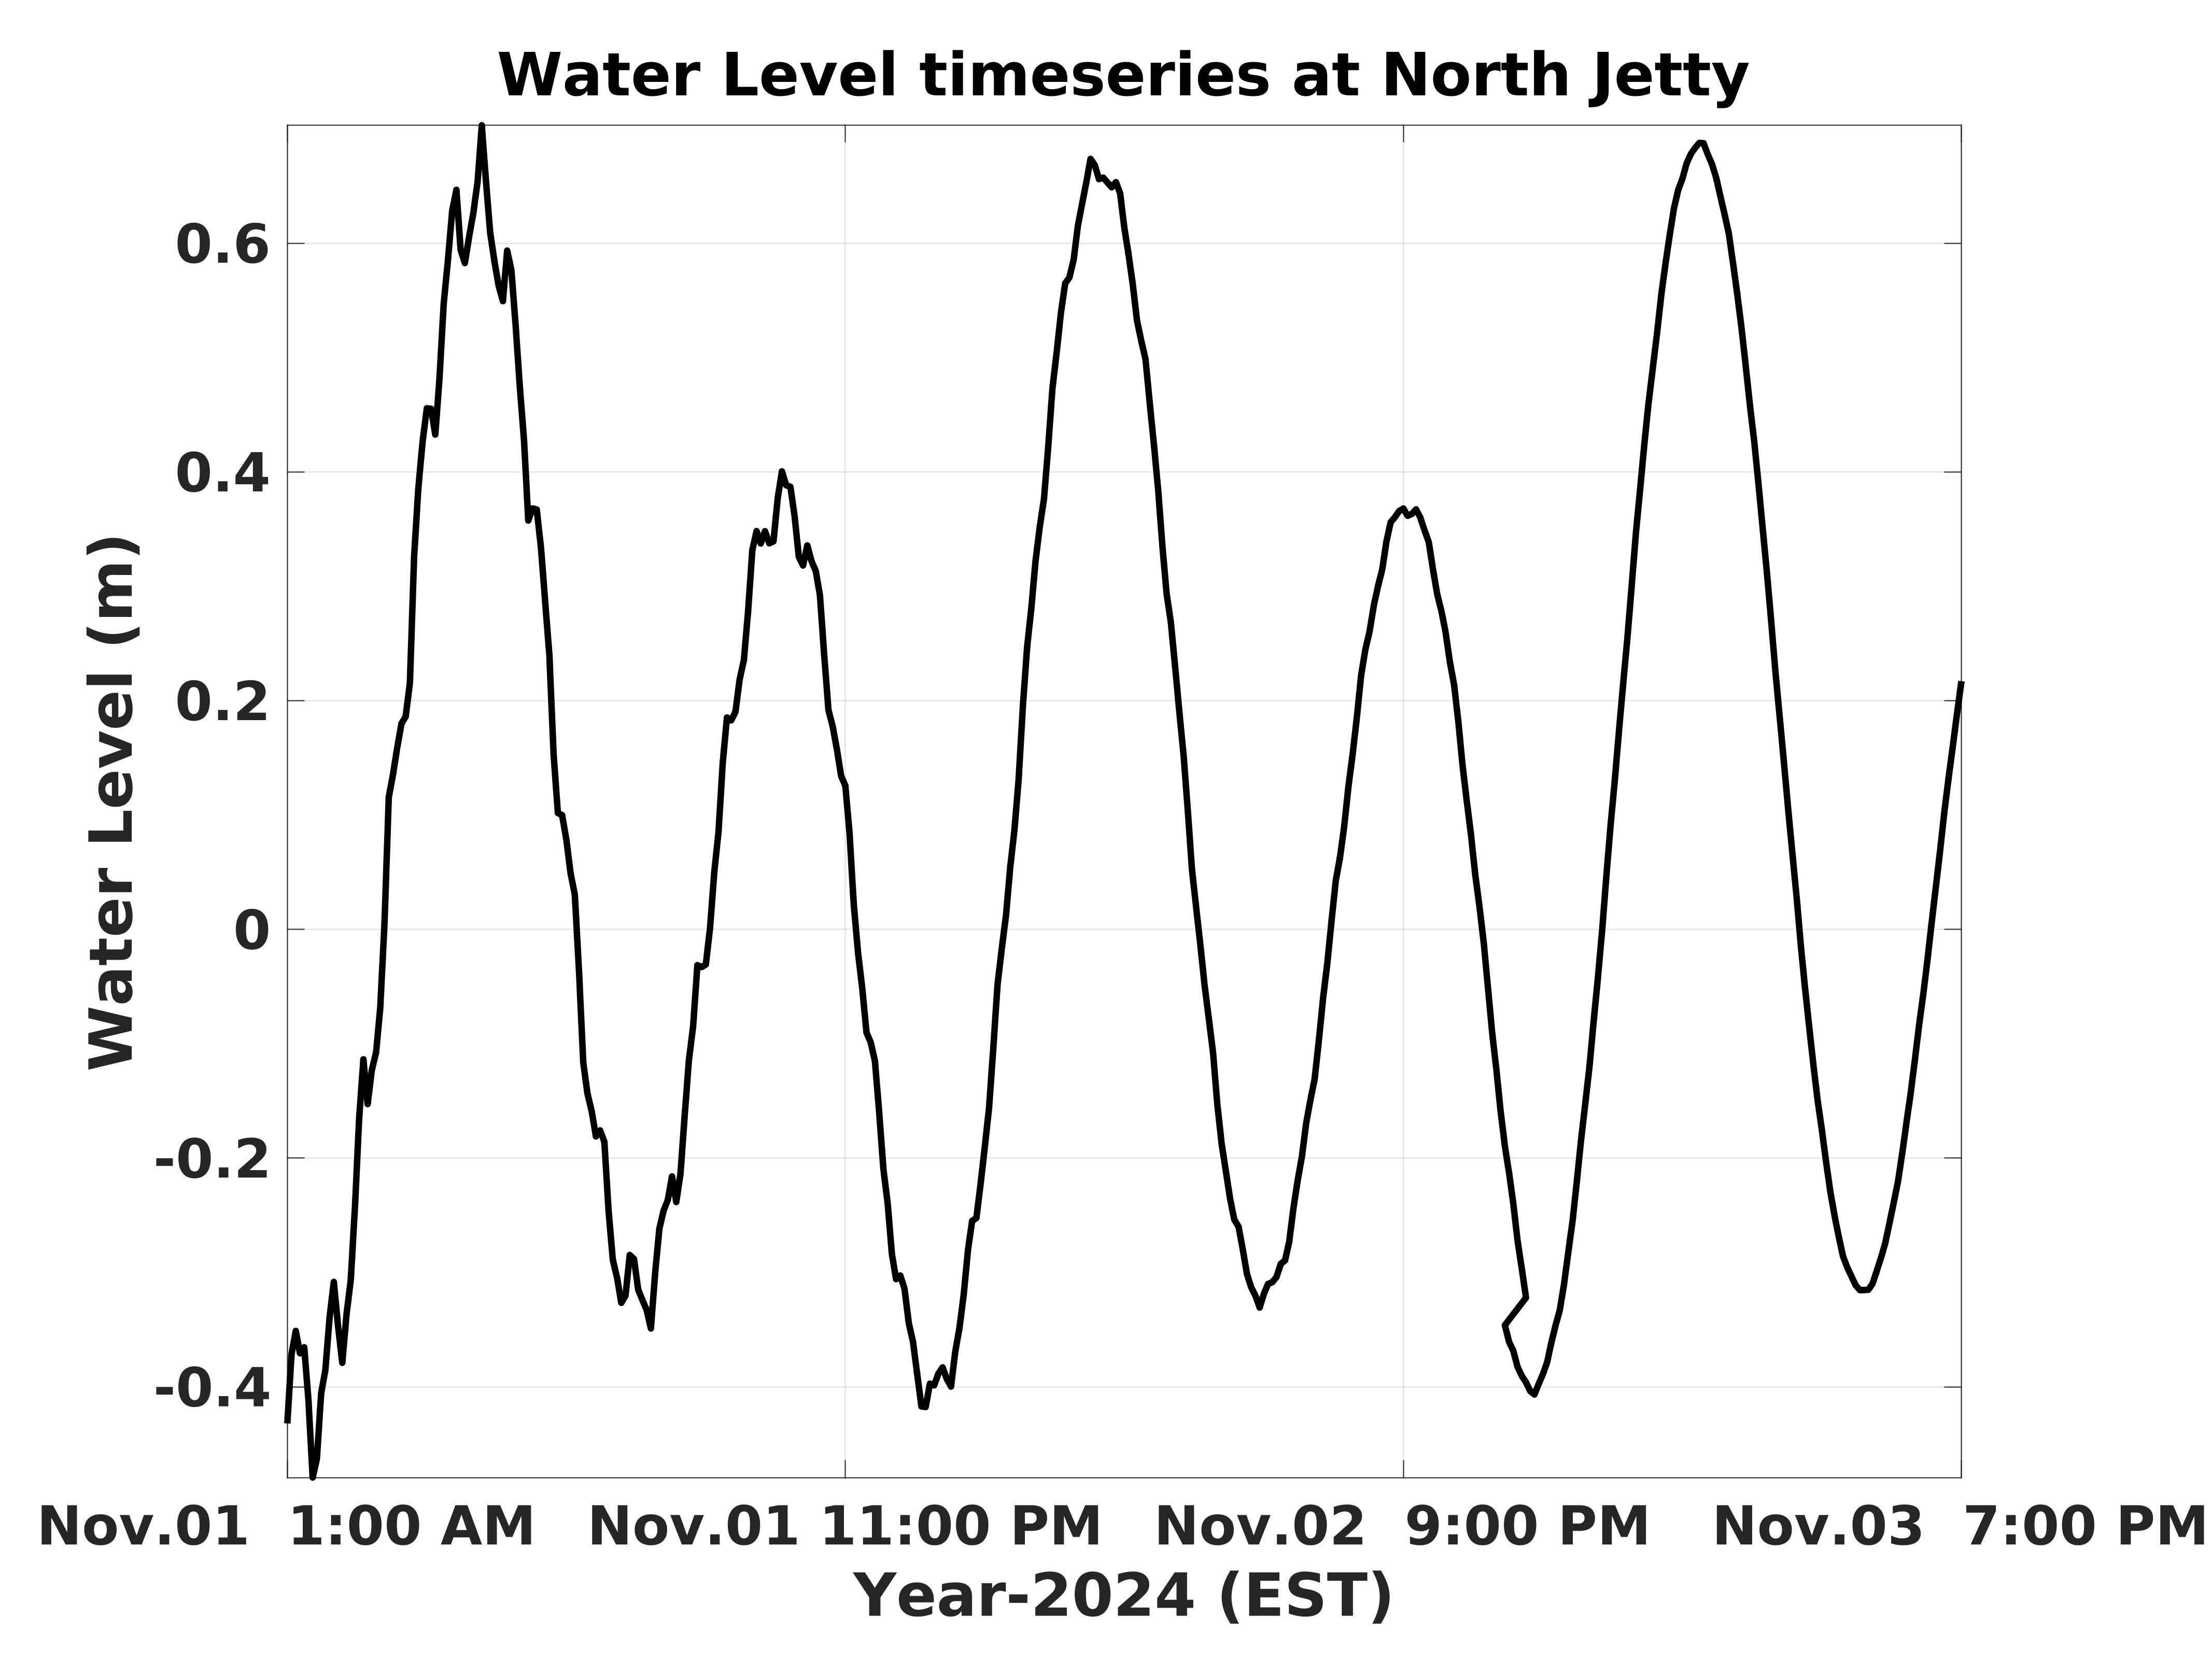 Water Level timeseries at North Jetty
Water Level (m)
0.6
0.4
0.2
0
-0.2
-0.4
Nov.01 1:00 AM Nov.01 11:00 PM Nov.02 9:00 PM Nov.03 7:00 PM
Year-2024 (EST)